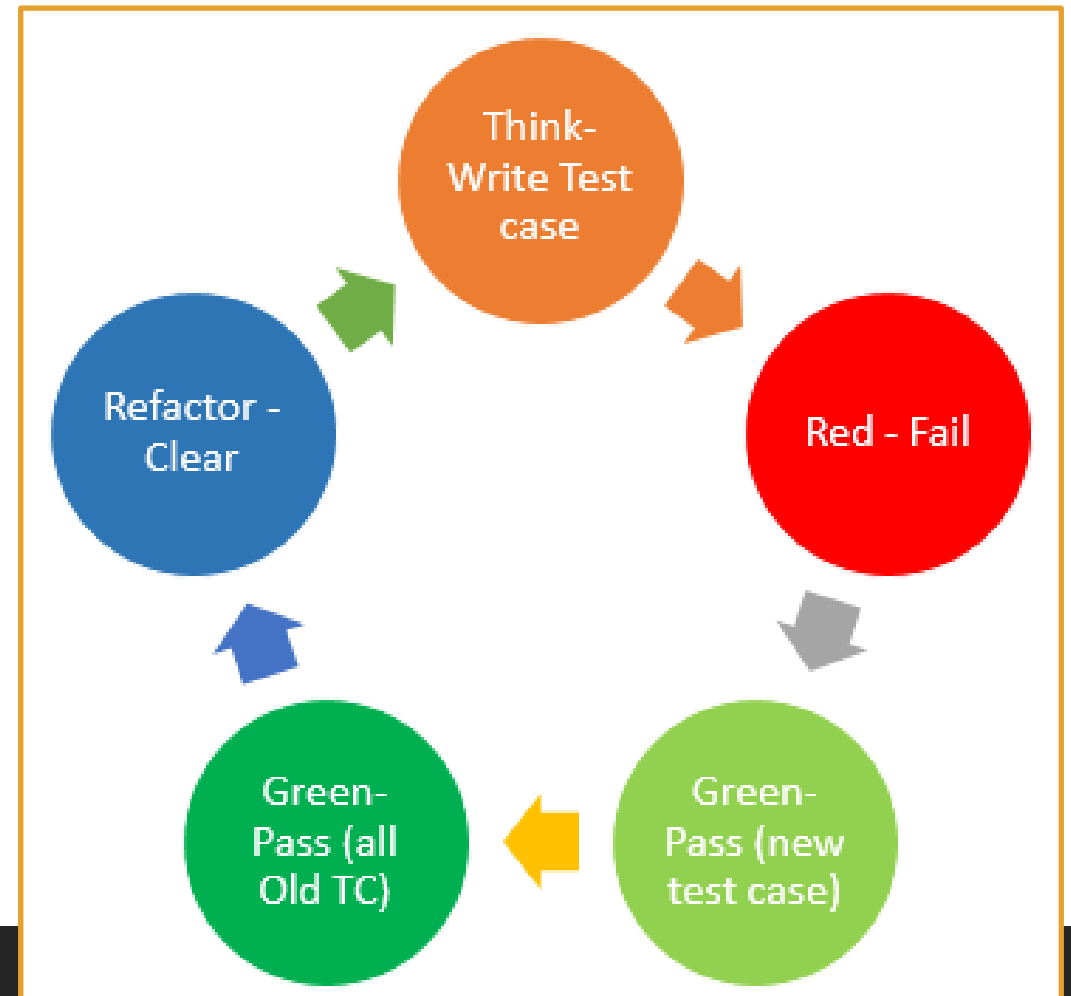 Think-
Write Test
case
Red - Fail
Green-
Pass (new
test case)
Green-
Pass (all
Old TC)
Refactor -
Clear